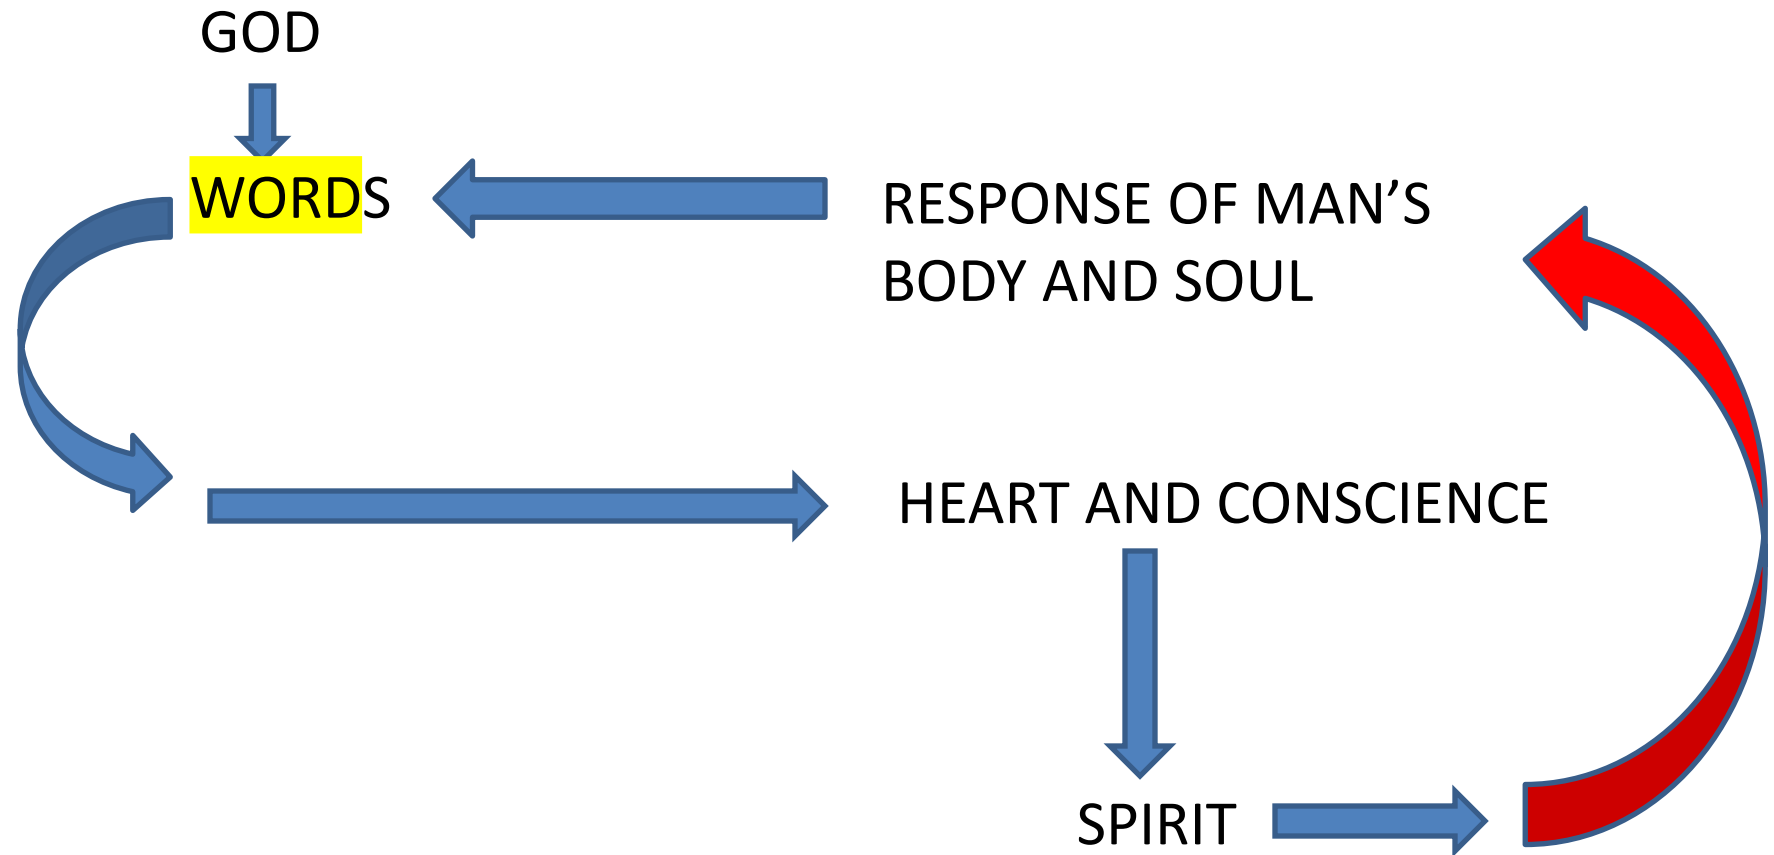 GOD
WORDS
RESPONSE OF MAN’S
BODY AND SOUL
HEART AND CONSCIENCE
SPIRIT